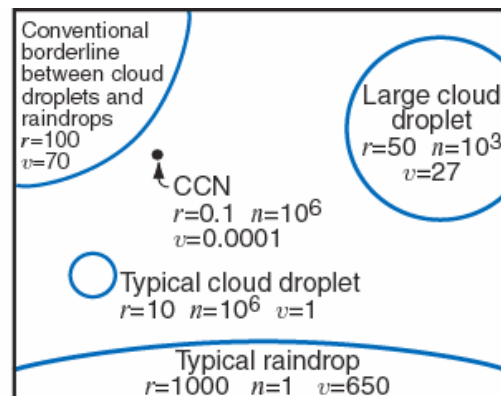 Conventional
borderline
between cloud
droplets and
raindrops
r=100
v=70
Large cloud
droplet
r=50 n=10³
v=27
CCN
r=0.1 n=10⁶
v=0.0001
Typical cloud droplet
r=10 n=10⁶ v=1
Typical raindrop
r=1000 n=1 v=650